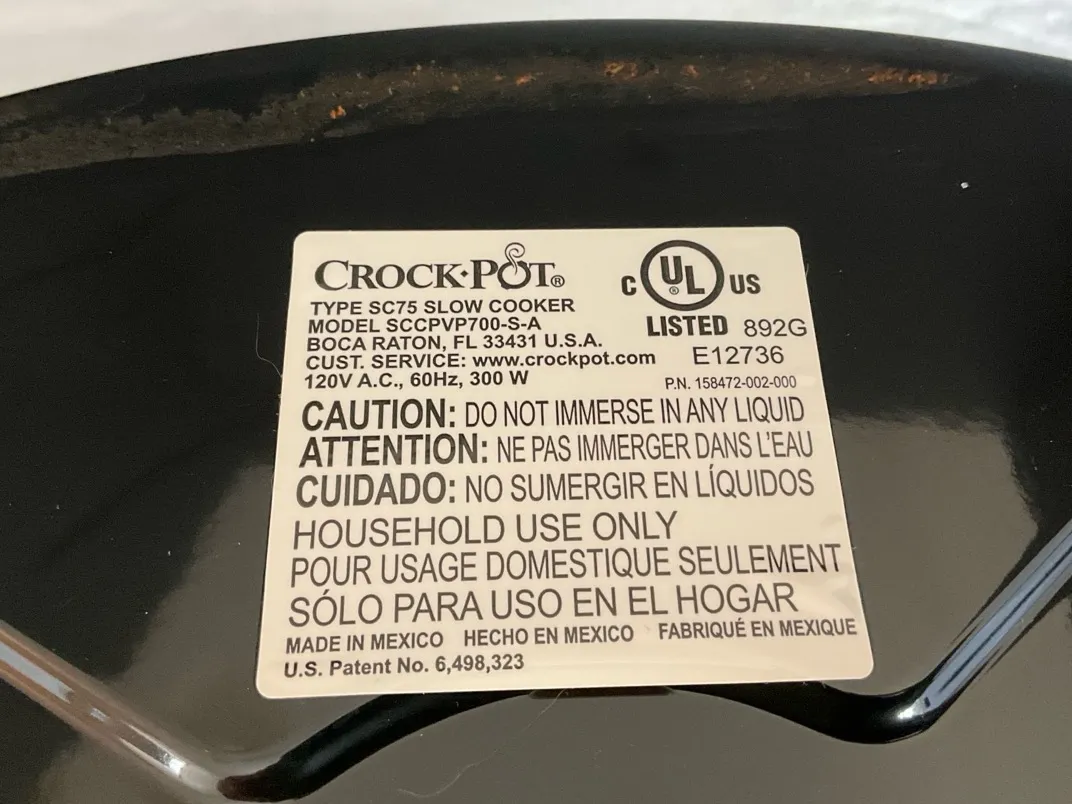 CROCK•POT®
TYPE SC75 SLOW COOKER
MODEL SCCPVP700-S-A
BOCA RATON, FL 33431 U.S.A.
CUST. SERVICE: www.crockpot.com
120V A.C., 60Hz, 300 W
C UL ® US
LISTED 892G
E12736
P.N. 158472-002-000
CAUTION: DO NOT IMMERSE IN ANY LIQUID
ATTENTION: NE PAS IMMERGER DANS L'EAU
CUIDADO: NO SUMERGIR EN LÍQUIDOS
HOUSEHOLD USE ONLY
POUR USAGE DOMESTIQUE SEULEMENT
SÓLO PARA USO EN EL HOGAR
MADE IN MEXICO HECHO EN MEXICO FABRIQUÉ EN MEXIQUE
U.S. Patent No. 6,498,323